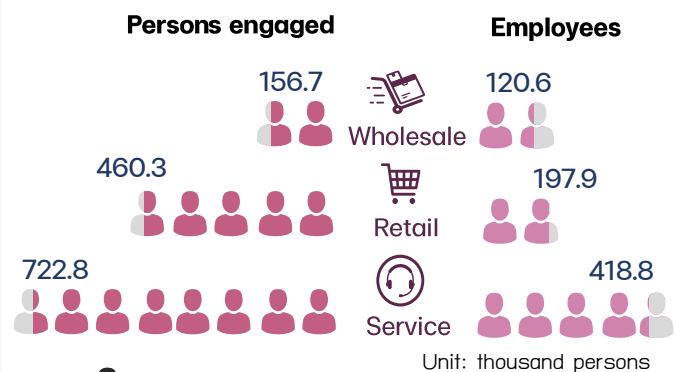 Persons engaged
Employees
156.7
120.6
Wholesale
460.3
197.9
Retail
722.8
418.8
Service
Unit: thousand persons